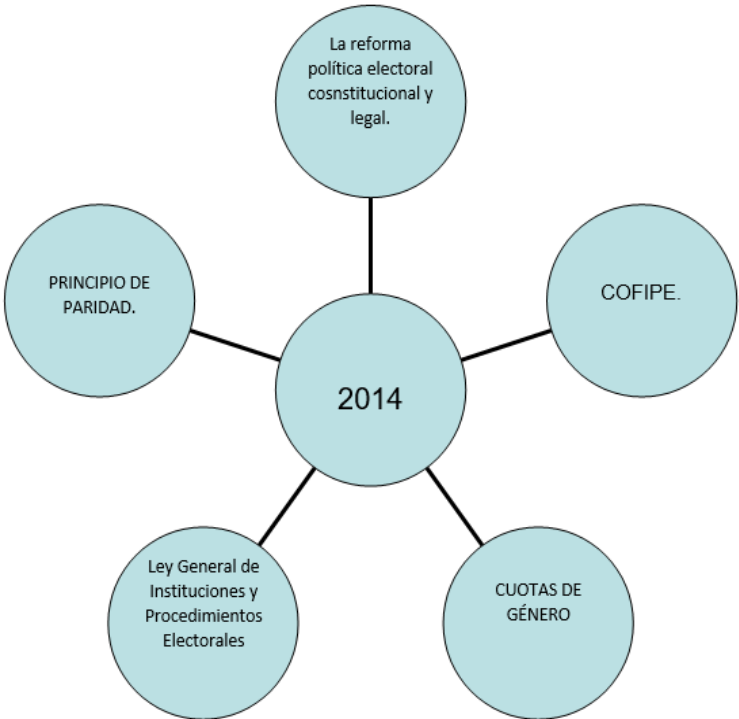 La reforma
política electoral
cosnstitucional y
legal.
PRINCIPIO DE
PARIDAD.
COFIPE.
2014
Ley General de
Instituciones y
Procedimientos
Electorales
CUOTAS DE
GÉNERO